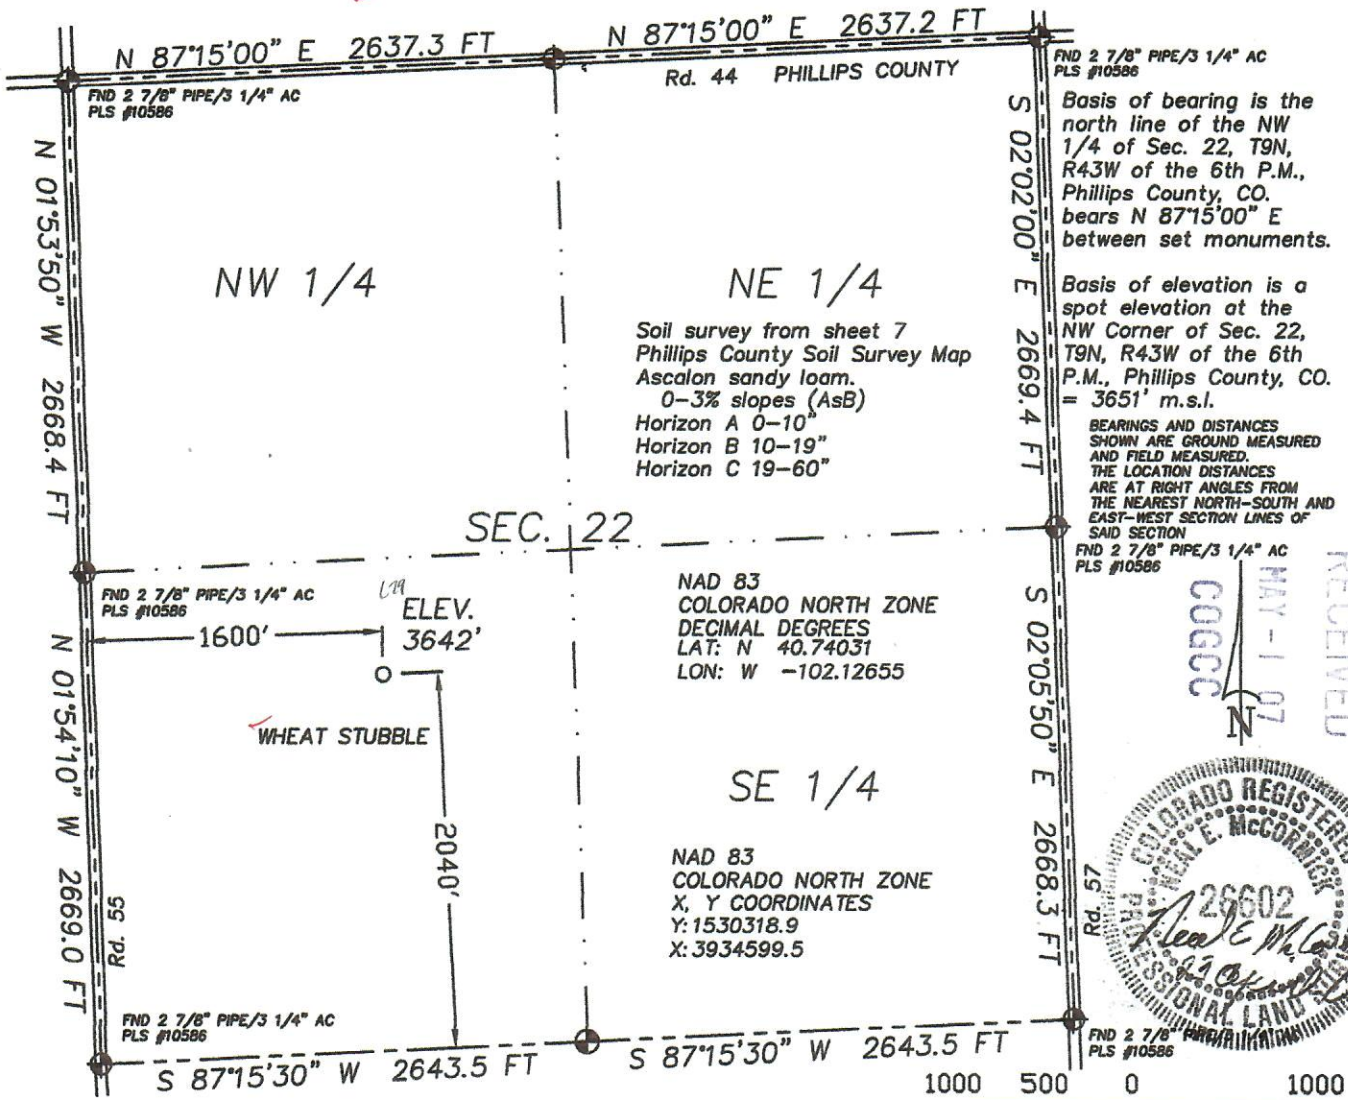 N 87°15'00" E 2637.3 FT
N 87°15'00" E 2637.2 FT
Rd. 44 PHILLIPS COUNTY
FND 2 7/8" PIPE/3 1/4" AC
PLS #10586
FND 2 7/8" PIPE/3 1/4" AC
PLS #10586
Basis of bearing is the
north line of the NW
1/4 of Sec. 22, T9N,
R43W of the 6th P.M.,
Phillips County, CO.
bears N 87°15'00" E
between set monuments.
Basis of elevation is a
spot elevation at the
NW Corner of Sec. 22,
T9N, R43W of the 6th
P.M., Phillips County, CO.
= 3651' m.s.l.
BEARINGS AND DISTANCES
SHOWN ARE GROUND MEASURED
AND FIELD MEASURED.
THE LOCATION DISTANCES
ARE AT RIGHT ANGLES FROM
THE NEAREST NORTH-SOUTH AND
EAST-WEST SECTION LINES OF
SAID SECTION
FND 2 7/8" PIPE/3 1/4" AC
PLS #10586
N 01°53'50" W 2668.4 FT
S 02°02'00" E 2669.4 FT
NW 1/4
NE 1/4
Soil survey from sheet 7
Phillips County Soil Survey Map
Ascalon sandy loam.
0-3% slopes (AsB)
Horizon A 0-10"
Horizon B 10-19"
Horizon C 19-60"
SEC. 22
FND 2 7/8" PIPE/3 1/4" AC
PLS #10586
ELEV.
3642'
1600'
WHEAT STUBBLE
2040'
NAD 83
COLORADO NORTH ZONE
DECIMAL DEGREES
LAT: N 40.74031
LON: W -102.12655
SE 1/4
NAD 83
COLORADO NORTH ZONE
X, Y COORDINATES
Y: 1530318.9
X: 3934599.5
N 01°54'10" W 2669.0 FT
Rd. 55
S 02°05'50" E 2668.3 FT
Rd. 57
RECEIVED
MAY - 1 07
COGCC
N
COLORADO REGISTERED
NEAL E. McCORMICK
26602
Neal E McCo
PROFESSIONAL LAND
FND 2 7/8" PIPE/3 1/4" AC
PLS #10586
FND 2 7/8"
PLS #10586
S 87°15'30" W 2643.5 FT
S 87°15'30" W 2643.5 FT
1000 500 0 1000